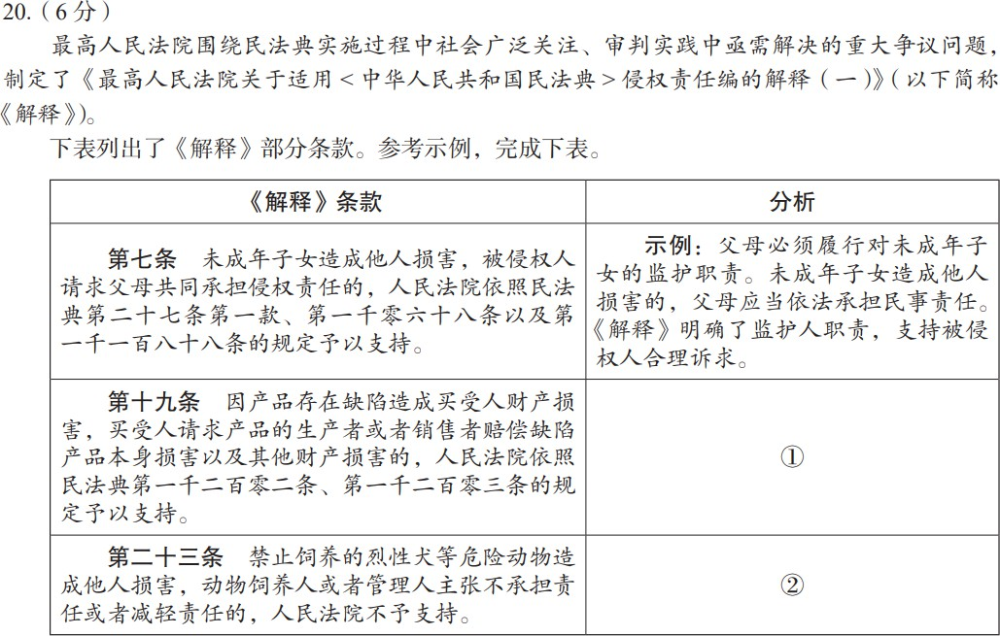 20.（6分）
最高人民法院围绕民法典实施过程中社会广泛关注、审判实践中亟需解决的重大争议问题，
制定了《最高人民法院关于适用<中华人民共和国民法典>侵权责任编的解释（一）》（以下简称
《解释》）。
下表列出了《解释》部分条款。参考示例，完成下表。
《解释》条款
分析
第七条　未成年子女造成他人损害，被侵权人
请求父母共同承担侵权责任的，人民法院依照民法
典第二十七条第一款、第一千零六十八条以及第
一千一百八十八条的规定予以支持。
示例：父母必须履行对未成年子
女的监护职责。未成年子女造成他人
损害的，父母应当依法承担民事责任。
《解释》明确了监护人职责，支持被侵
权人合理诉求。
第十九条　因产品存在缺陷造成买受人财产损
害，买受人请求产品的生产者或者销售者赔偿缺陷
产品本身损害以及其他财产损害的，人民法院依照
民法典第一千二百零二条、第一千二百零三条的规
定予以支持。
①
第二十三条　禁止饲养的烈性犬等危险动物造
成他人损害，动物饲养人或者管理人主张不承担责
任或者减轻责任的，人民法院不予支持。
②